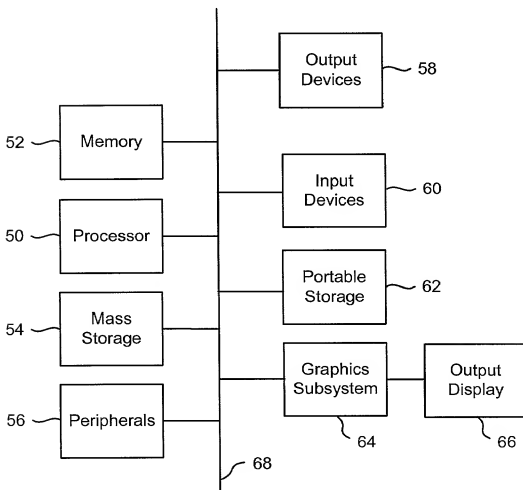 Output
Devices
58
52
Memory
Input
Devices
60
50
Processor
Portable
Storage
62
54
Mass
Storage
Graphics
Subsystem
64
Output
Display
66
56
Peripherals
68